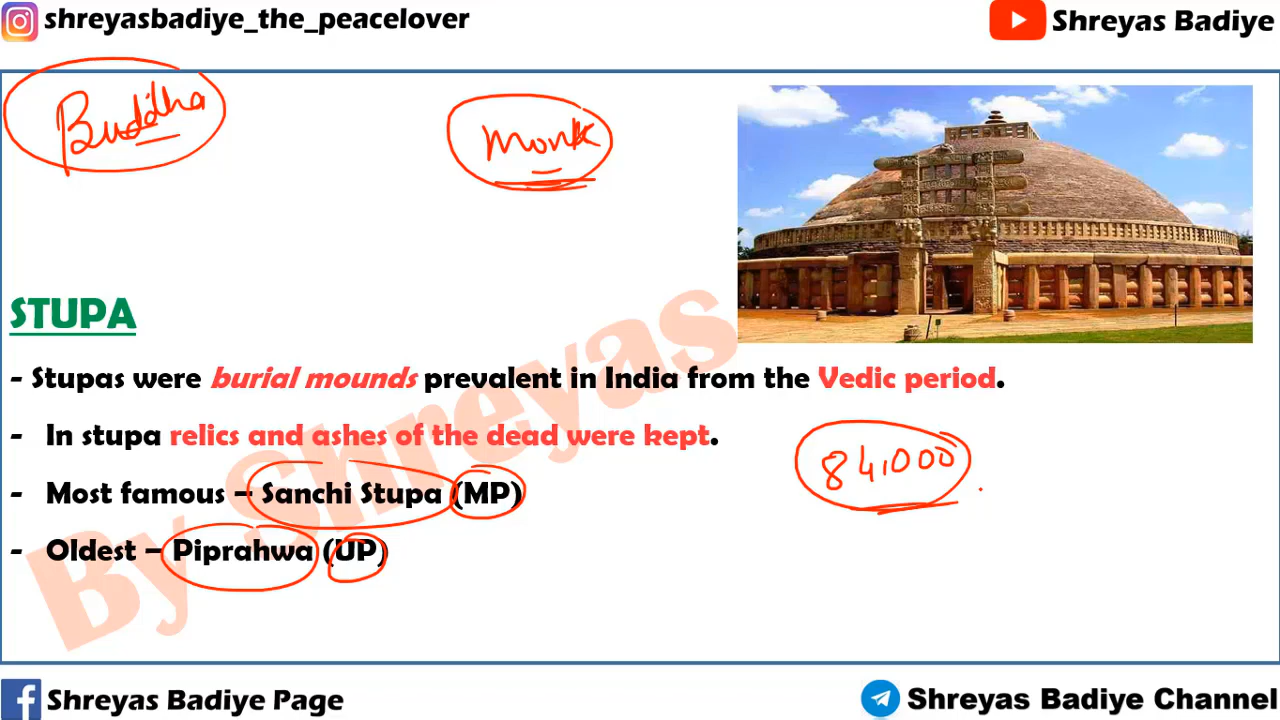 shreyasbadiye_the_peacelover
Shreyas Badiye
Buddha
Monk
STUPA
- Stupas were burial mounds prevalent in India from the Vedic period.
- In stupa relics and ashes of the dead were kept.
84,000
- Most famous – Sanchi Stupa (MP)
- Oldest – Piprahwa (UP)
By Shreyas
Shreyas Badiye Page
Shreyas Badiye Channel